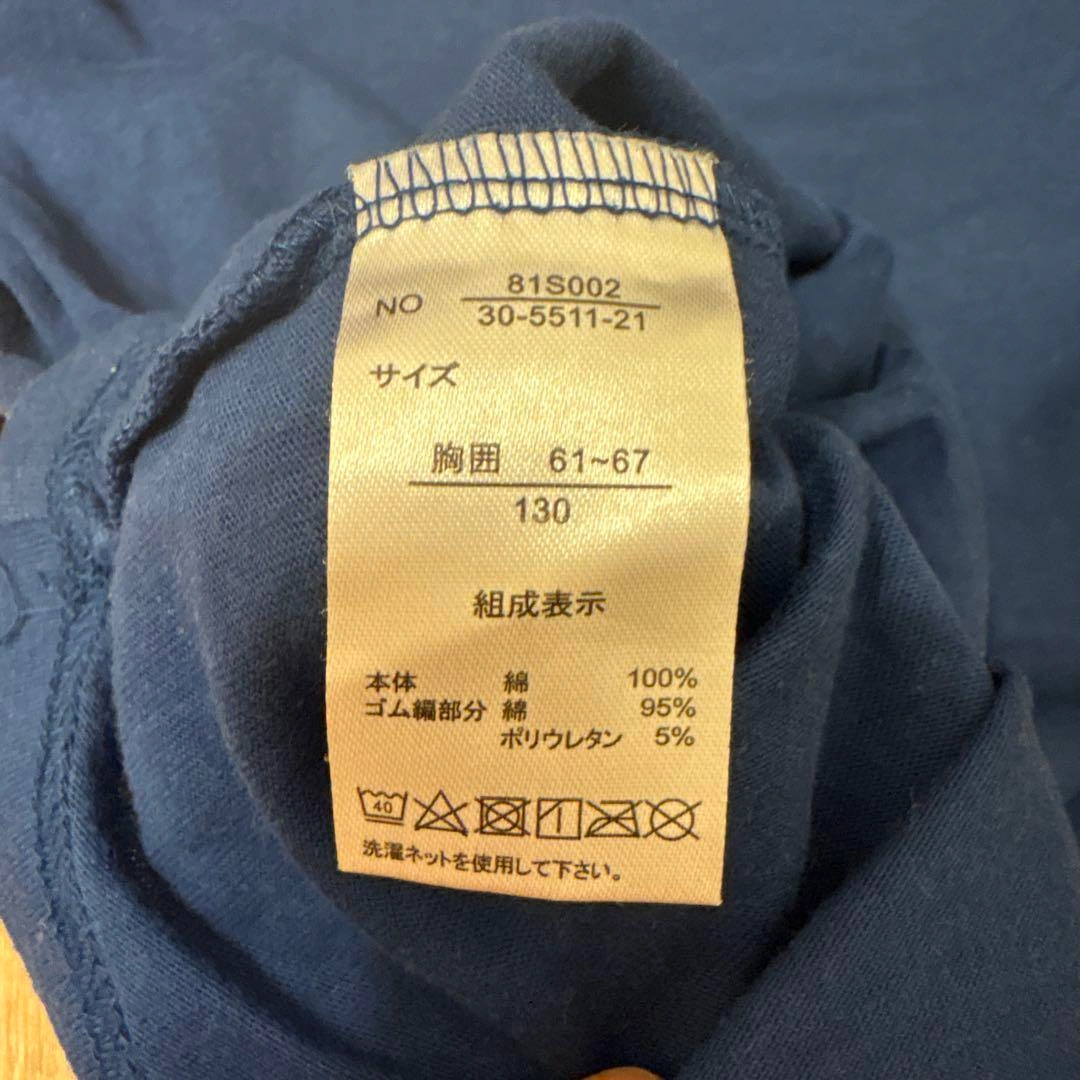 NO 81S002
30-5511-21
サイズ
胸囲 61~67
130
組成表示
本体 綿 100%
ゴム編部分 綿 95%
ポリウレタン 5%
40
洗濯ネットを使用して下さい。